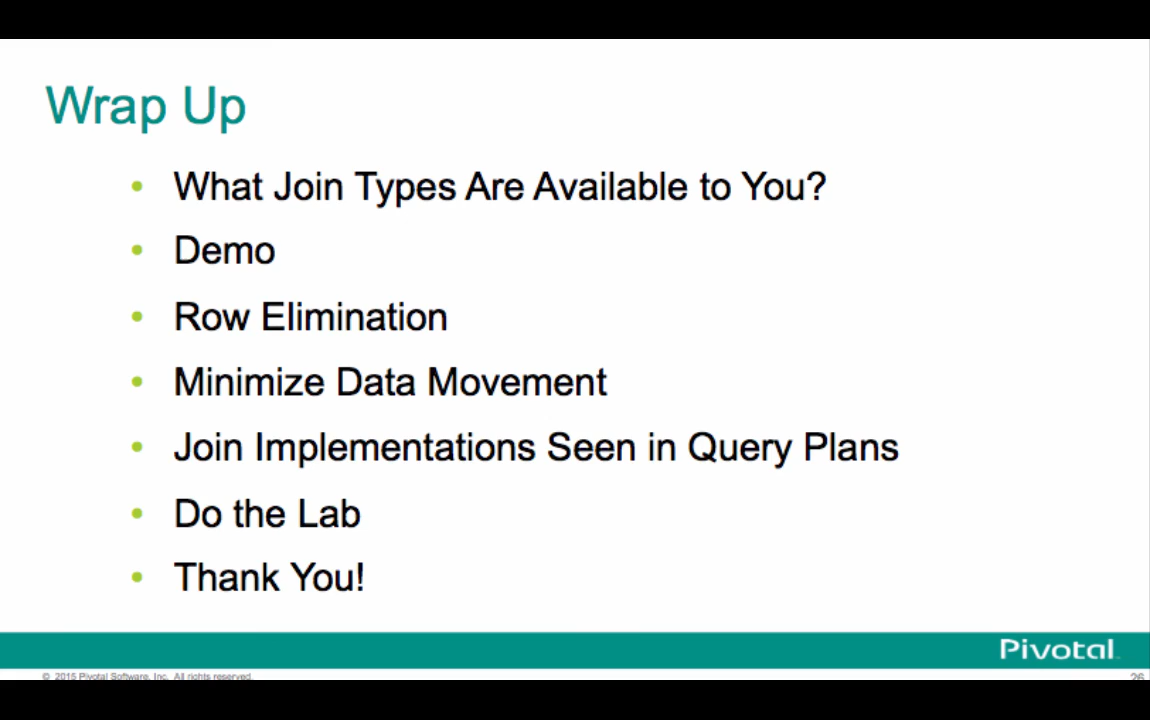 Wrap Up
• What Join Types Are Available to You?
• Demo
• Row Elimination
• Minimize Data Movement
• Join Implementations Seen in Query Plans
• Do the Lab
• Thank You!
Pivotal
© 2015 Pivotal Software, Inc. All rights reserved.
26